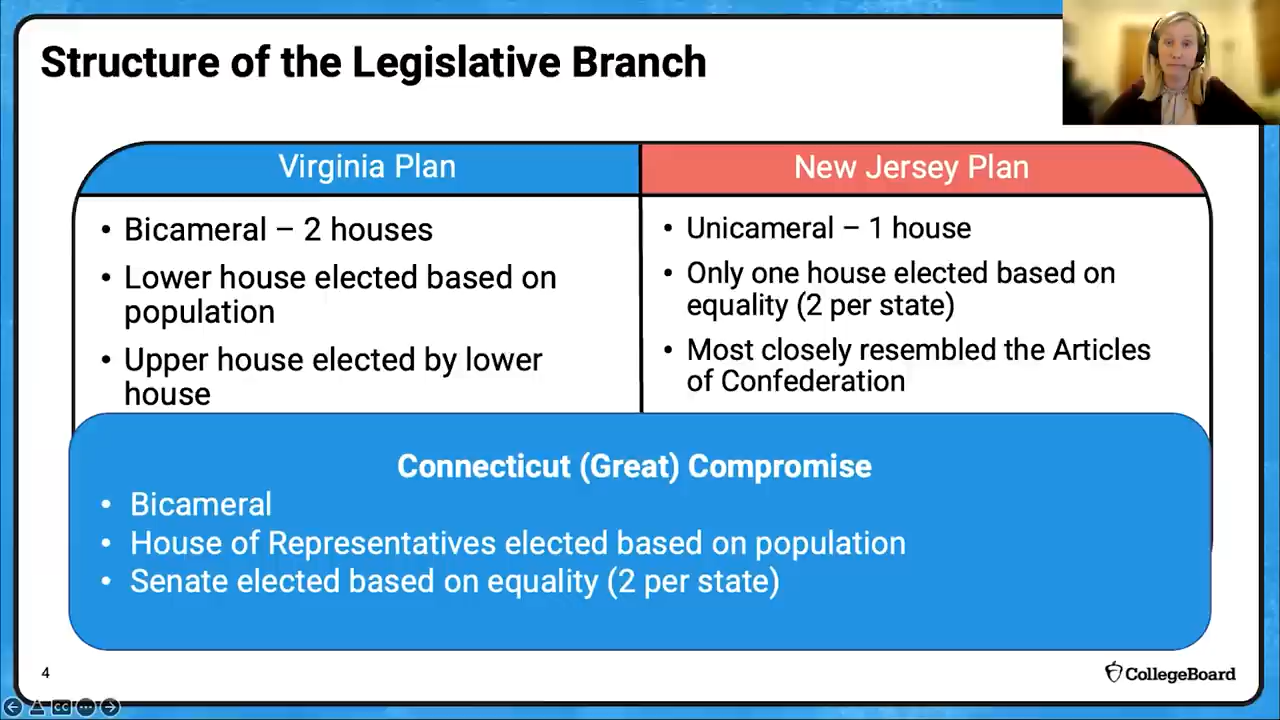 Structure of the Legislative Branch
Virginia Plan
• Bicameral – 2 houses
• Lower house elected based on
population
• Upper house elected by lower
house
New Jersey Plan
• Unicameral – 1 house
• Only one house elected based on
equality (2 per state)
• Most closely resembled the Articles
of Confederation
Connecticut (Great) Compromise
• Bicameral
• House of Representatives elected based on population
• Senate elected based on equality (2 per state)
4
CollegeBoard
CC